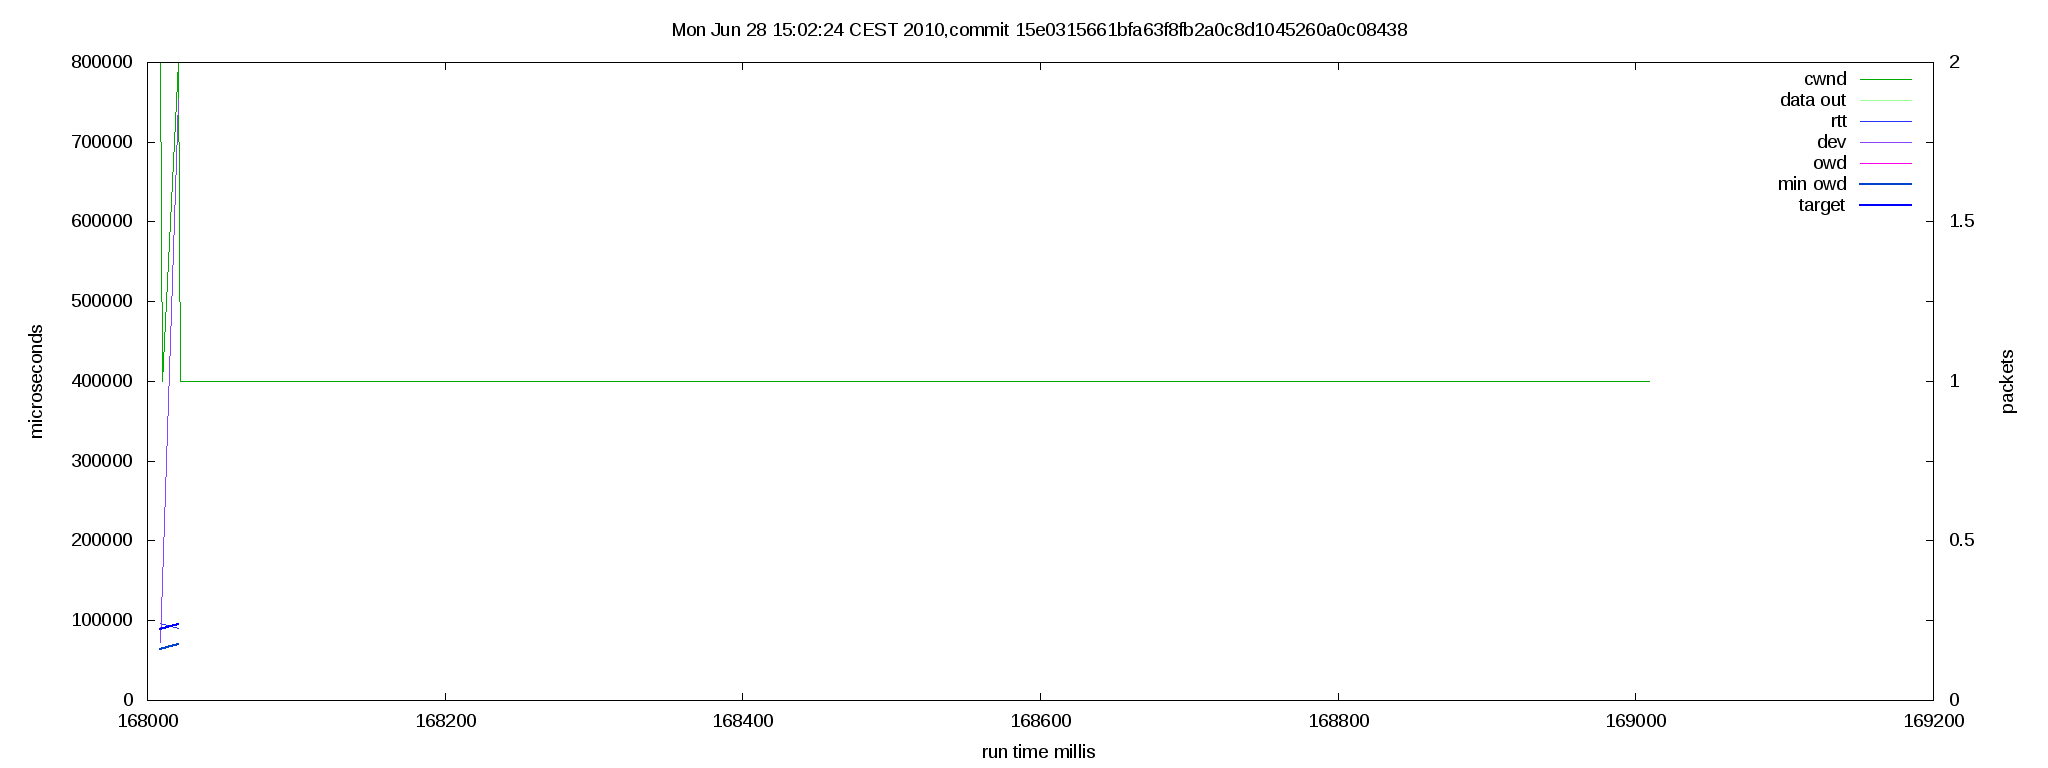 Mon Jun 28 15:02:24 CEST 2010,commit 15e0315661bfa63f8fb2a0c8d1045260a0c08438
800000
700000
600000
500000
400000
300000
200000
100000
0
microseconds
2
1.5
1
0.5
0
packets
cwnd
data out
rtt
dev
owd
min owd
target
168000 168200 168400 168600 168800 169000 169200
run time millis